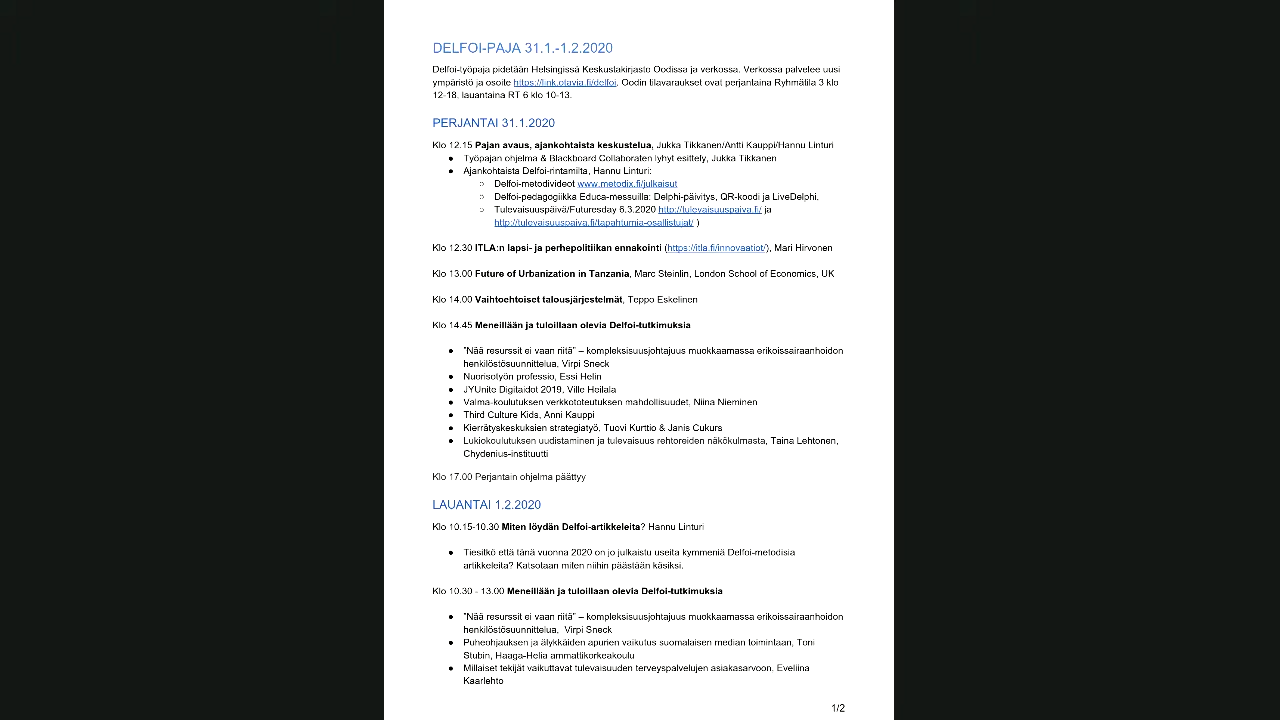 DELFOI-PAJA 31.1.-1.2.2020
Delfoi-työpaja pidetään Helsingissä Keskustakirjasto Oodissa ja verkossa. Verkossa palvelee uusi
ympäristö ja osoite https://link.otavia.fi/delfoi. Oodin tilavaraukset ovat perjantaina Ryhmätila 3 klo
12-18, lauantaina RT 6 klo 10-13.
PERJANTAI 31.1.2020
Klo 12.15 Pajan avaus, ajankohtaista keskustelua, Jukka Tikkanen/Antti Kauppi/Hannu Linturi
● Työpajan ohjelma & Blackboard Collaboraten lyhyt esittely, Jukka Tikkanen
● Ajankohtaista Delfoi-rintamilta, Hannu Linturi:
○ Delfoi-metodivideot www.metodix.fi/julkaisut
○ Delfoi-pedagogiikka Educa-messuilla: Delphi-päivitys, QR-koodi ja LiveDelphi.
○ Tulevaisuuspäivä/Futuresday 6.3.2020 http://tulevaisuuspaiva.fi/ ja
http://tulevaisuuspaiva.fi/tapahtumia-osallistujat/ )
Klo 12.30 ITLA:n lapsi- ja perhepolitiikan ennakointi (https://itla.fi/innovaatiot/), Mari Hirvonen
Klo 13.00 Future of Urbanization in Tanzania, Marc Steinlin, London School of Economics, UK
Klo 14.00 Vaihtoehtoiset talousjärjestelmät, Teppo Eskelinen
Klo 14.45 Meneillään ja tuloillaan olevia Delfoi-tutkimuksia
● "Nää resurssit ei vaan riitä" – kompleksisuusjohtajuus muokkaamassa erikoissairaanhoidon
henkilöstösuunnittelua, Virpi Sneck
● Nuorisotyön professio, Essi Helin
● JYUnite Digitaidot 2019, Ville Heilala
● Valma-koulutuksen verkkototeutuksen mahdollisuudet, Niina Nieminen
● Third Culture Kids, Anni Kauppi
● Kierrätyskeskuksien strategiatyö, Tuovi Kurttio & Janis Cukurs
● Lukiokoulutuksen uudistaminen ja tulevaisuus rehtoreiden näkökulmasta, Taina Lehtonen,
Chydenius-instituutti
Klo 17.00 Perjantain ohjelma päättyy
LAUANTAI 1.2.2020
Klo 10.15-10.30 Miten löydän Delfoi-artikkeleita? Hannu Linturi
● Tiesitkö että tänä vuonna 2020 on jo julkaistu useita kymmeniä Delfoi-metodisia
artikkeleita? Katsotaan miten niihin päästään käsiksi.
Klo 10.30 - 13.00 Meneillään ja tuloillaan olevia Delfoi-tutkimuksia
● "Nää resurssit ei vaan riitä" – kompleksisuusjohtajuus muokkaamassa erikoissairaanhoidon
henkilöstösuunnittelua, Virpi Sneck
● Puheohjauksen ja älykkäiden apurien vaikutus suomalaisen median toimintaan, Toni
Stubin, Haaga-Helia ammattikorkeakoulu
● Millaiset tekijät vaikuttavat tulevaisuuden terveyspalvelujen asiakasarvoon, Eveliina
Kaarlehto
1/2